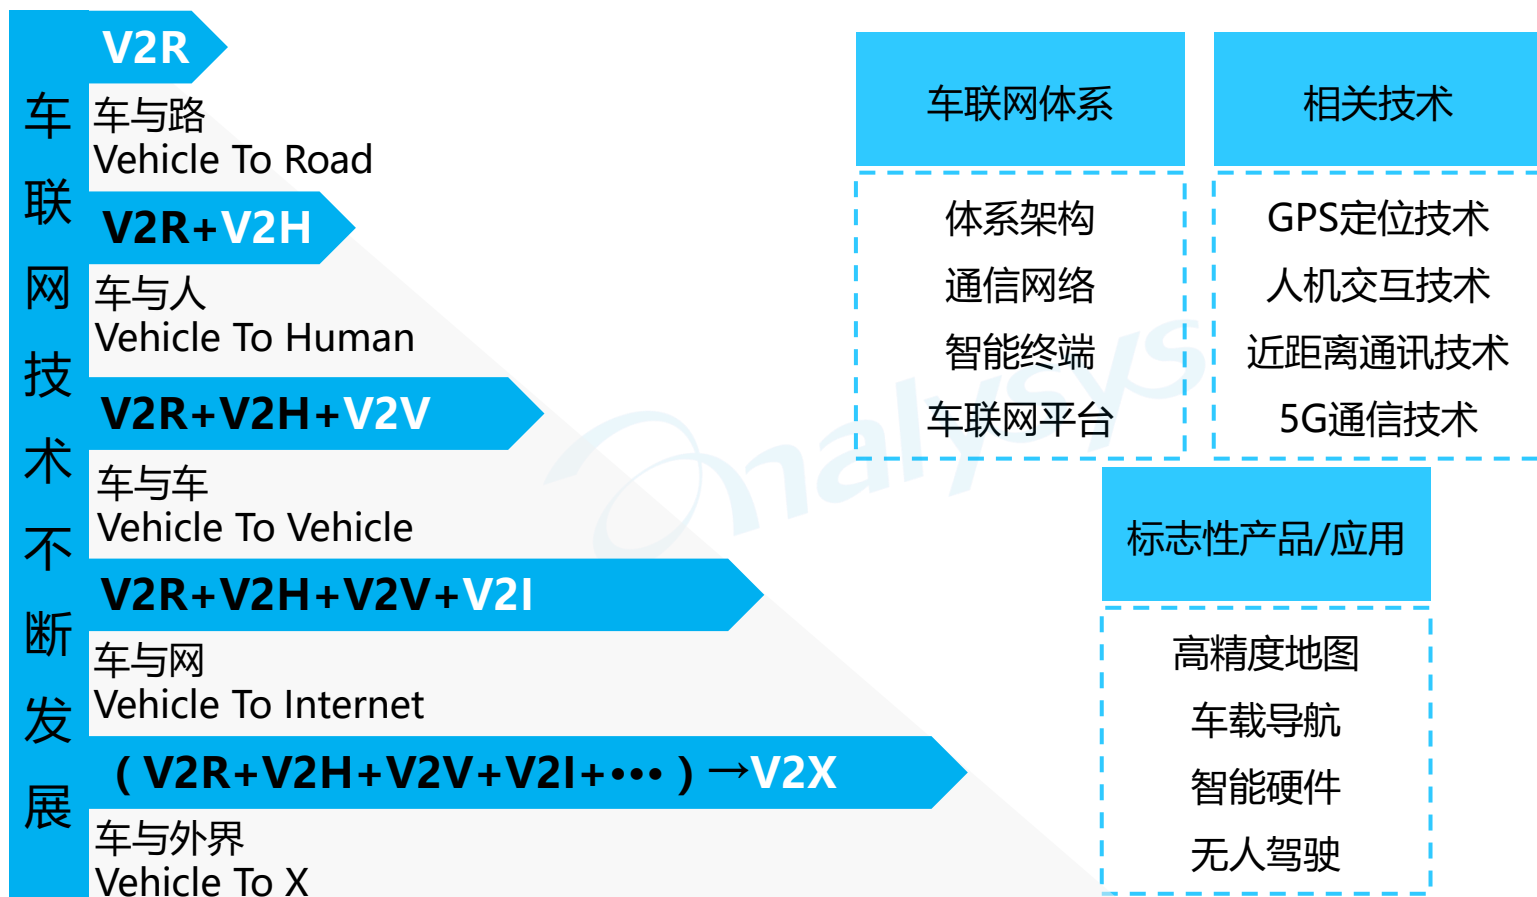 车联网技术不断发展
V2R
车与路
Vehicle To Road
V2R+V2H
车与人
Vehicle To Human
V2R+V2H+V2V
车与车
Vehicle To Vehicle
V2R+V2H+V2V+V2I
车与网
Vehicle To Internet
（V2R+V2H+V2V+V2I+•••）→V2X
车与外界
Vehicle To X
车联网体系
体系架构
通信网络
智能终端
车联网平台
相关技术
GPS定位技术
人机交互技术
近距离通讯技术
5G通信技术
标志性产品/应用
高精度地图
车载导航
智能硬件
无人驾驶
analysys